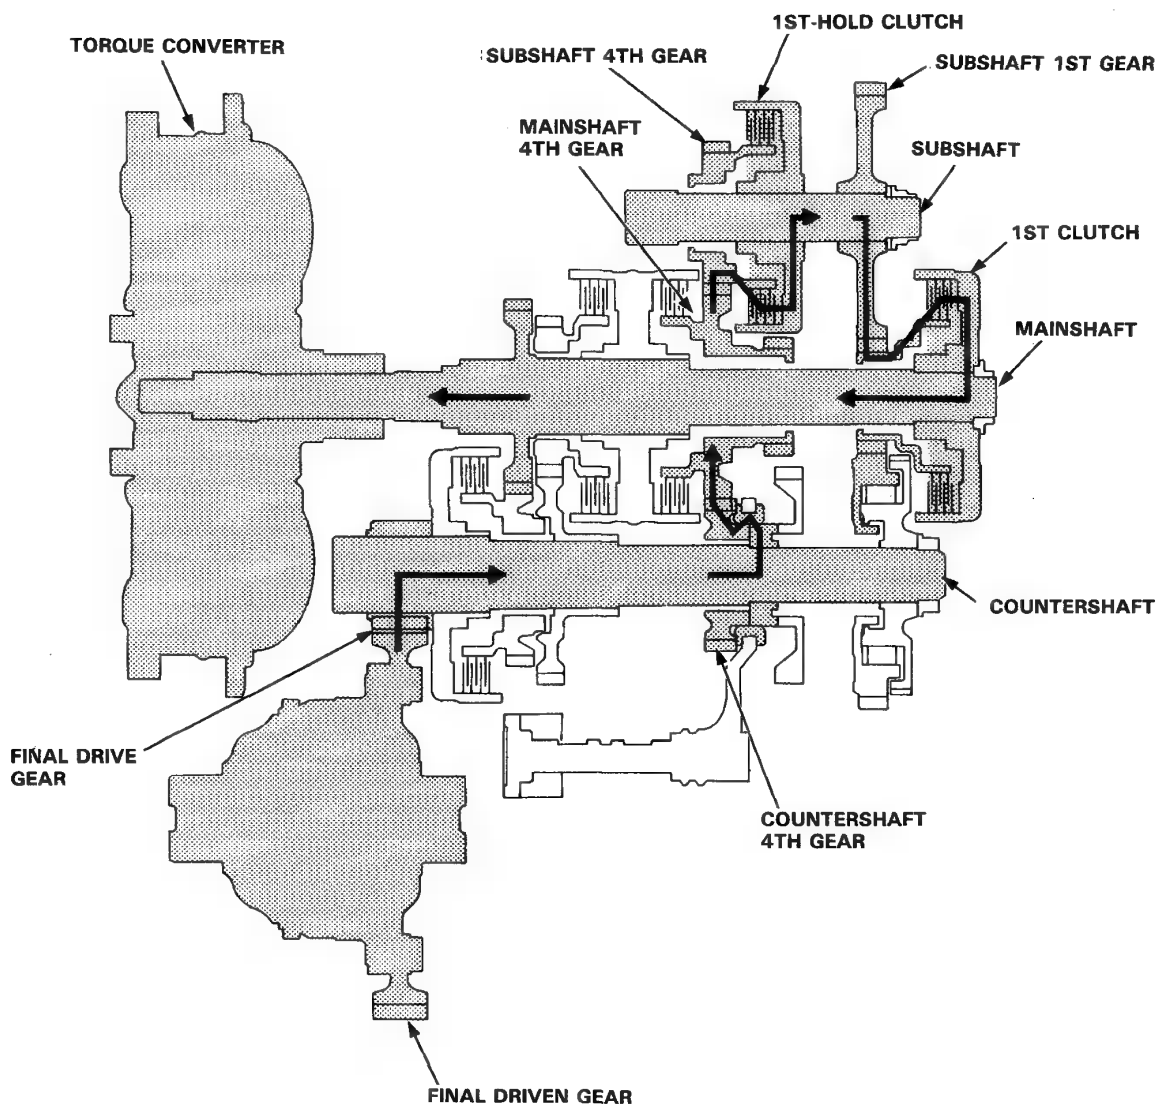 1ST-HOLD CLUTCH
TORQUE CONVERTER
SUBSHAFT 4TH GEAR
SUBSHAFT 1ST GEAR
MAINSHAFT
4TH GEAR
SUBSHAFT
1ST CLUTCH
MAINSHAFT
COUNTERSHAFT
FINAL DRIVE
GEAR
COUNTERSHAFT
4TH GEAR
FINAL DRIVEN GEAR